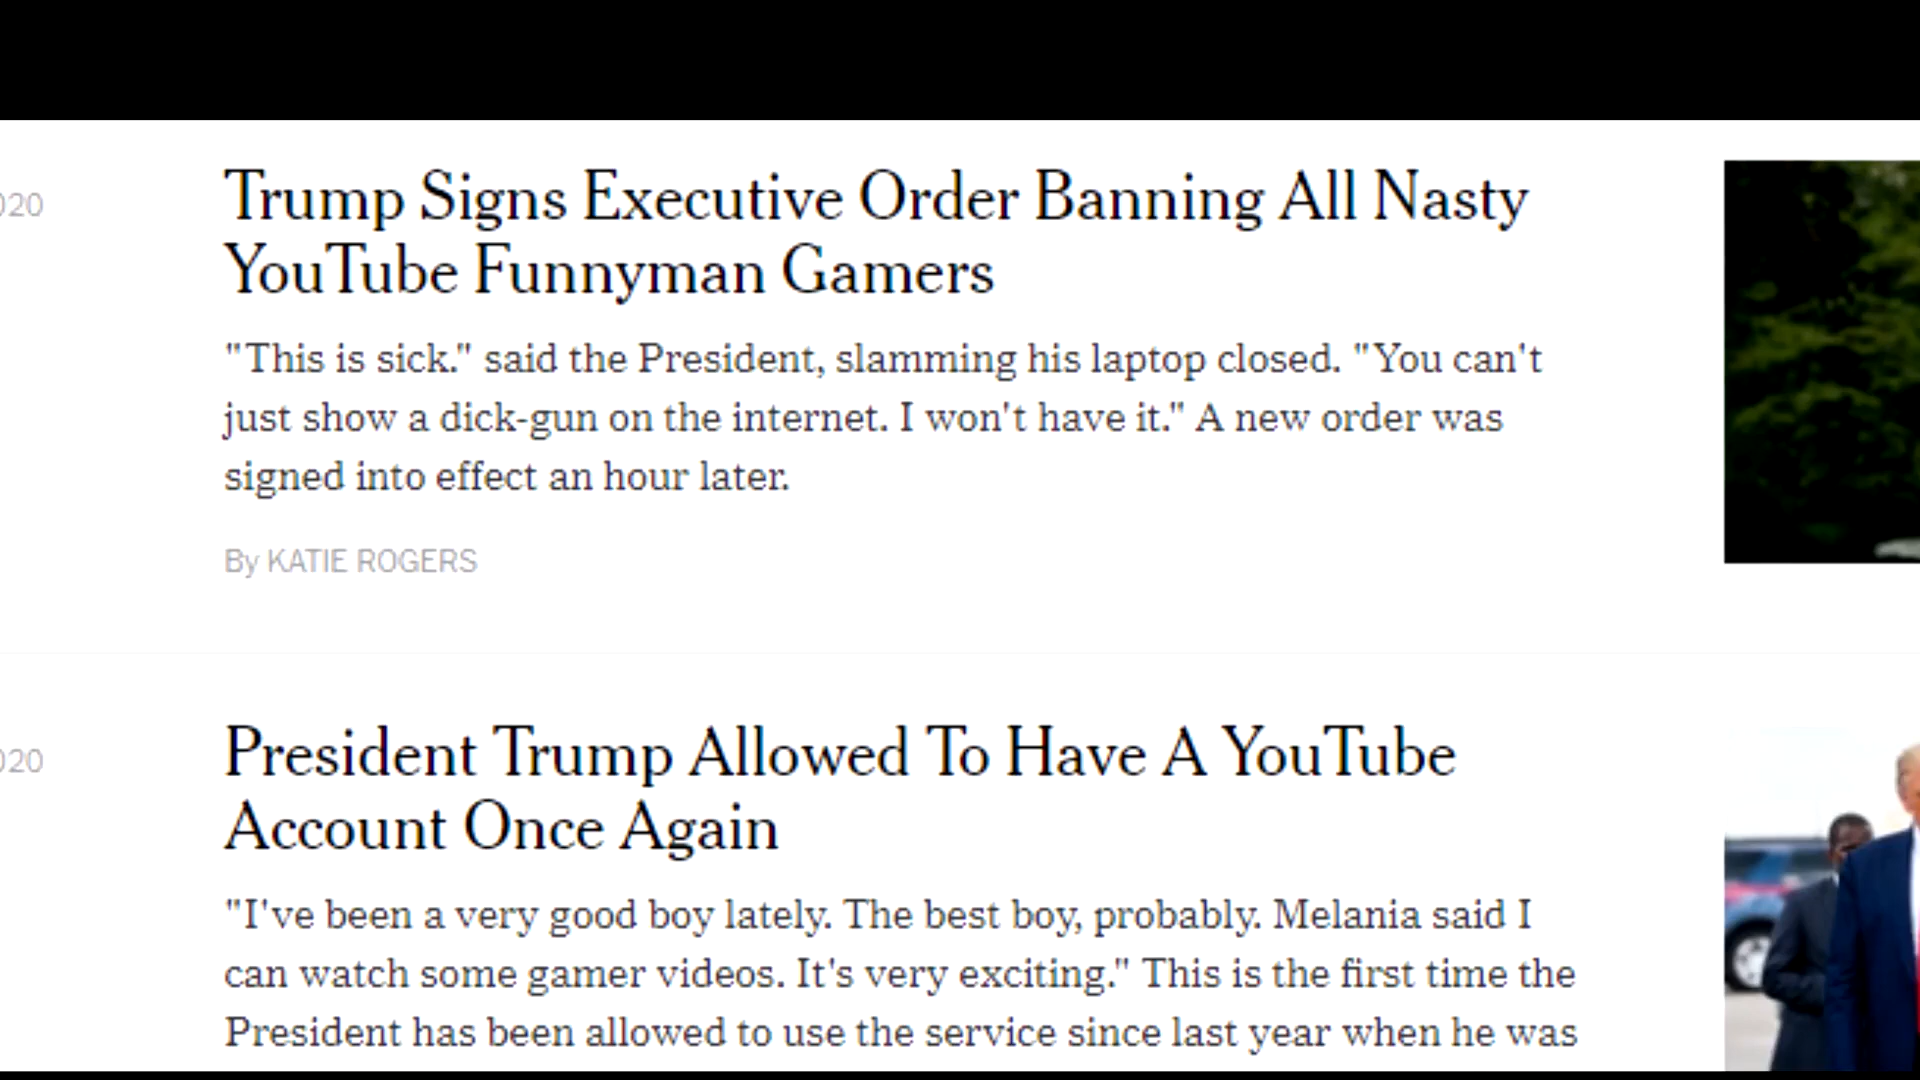 020
Trump Signs Executive Order Banning All Nasty
YouTube Funnyman Gamers
"This is sick." said the President, slamming his laptop closed. "You can't
just show a dick-gun on the internet. I won't have it." A new order was
signed into effect an hour later.
By KATIE ROGERS
020
President Trump Allowed To Have A YouTube
Account Once Again
"I've been a very good boy lately. The best boy, probably. Melania said I
can watch some gamer videos. It's very exciting." This is the first time the
President has been allowed to use the service since last year when he was